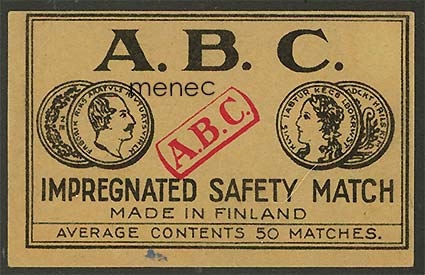 A. B. C.
menec
A.B.C.
IMPREGNATED SAFETY MATCH
MADE IN FINLAND
AVERAGE CONTENTS 50 MATCHES.